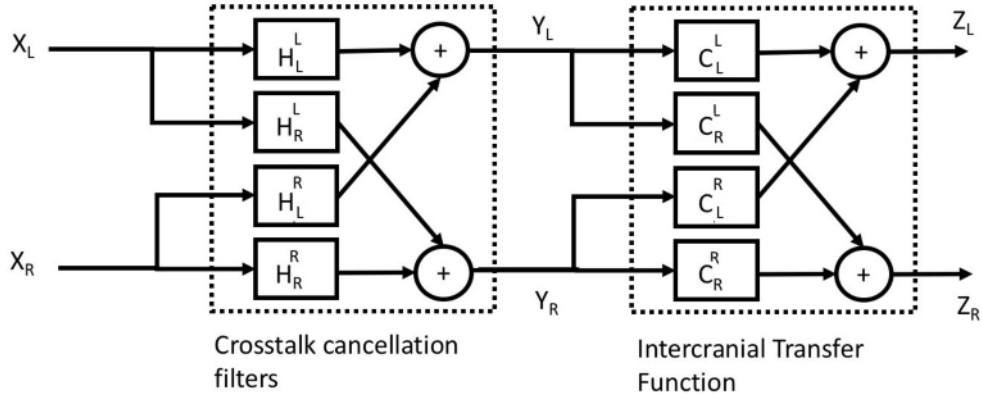 X_L
X_R
H_L^L
H_R^L
H_L^R
H_R^R
+
+
Y_L
Y_R
C_L^L
C_R^L
C_L^R
C_R^R
+
+
Z_L
Z_R
Crosstalk cancellation
filters
Intercranial Transfer
Function